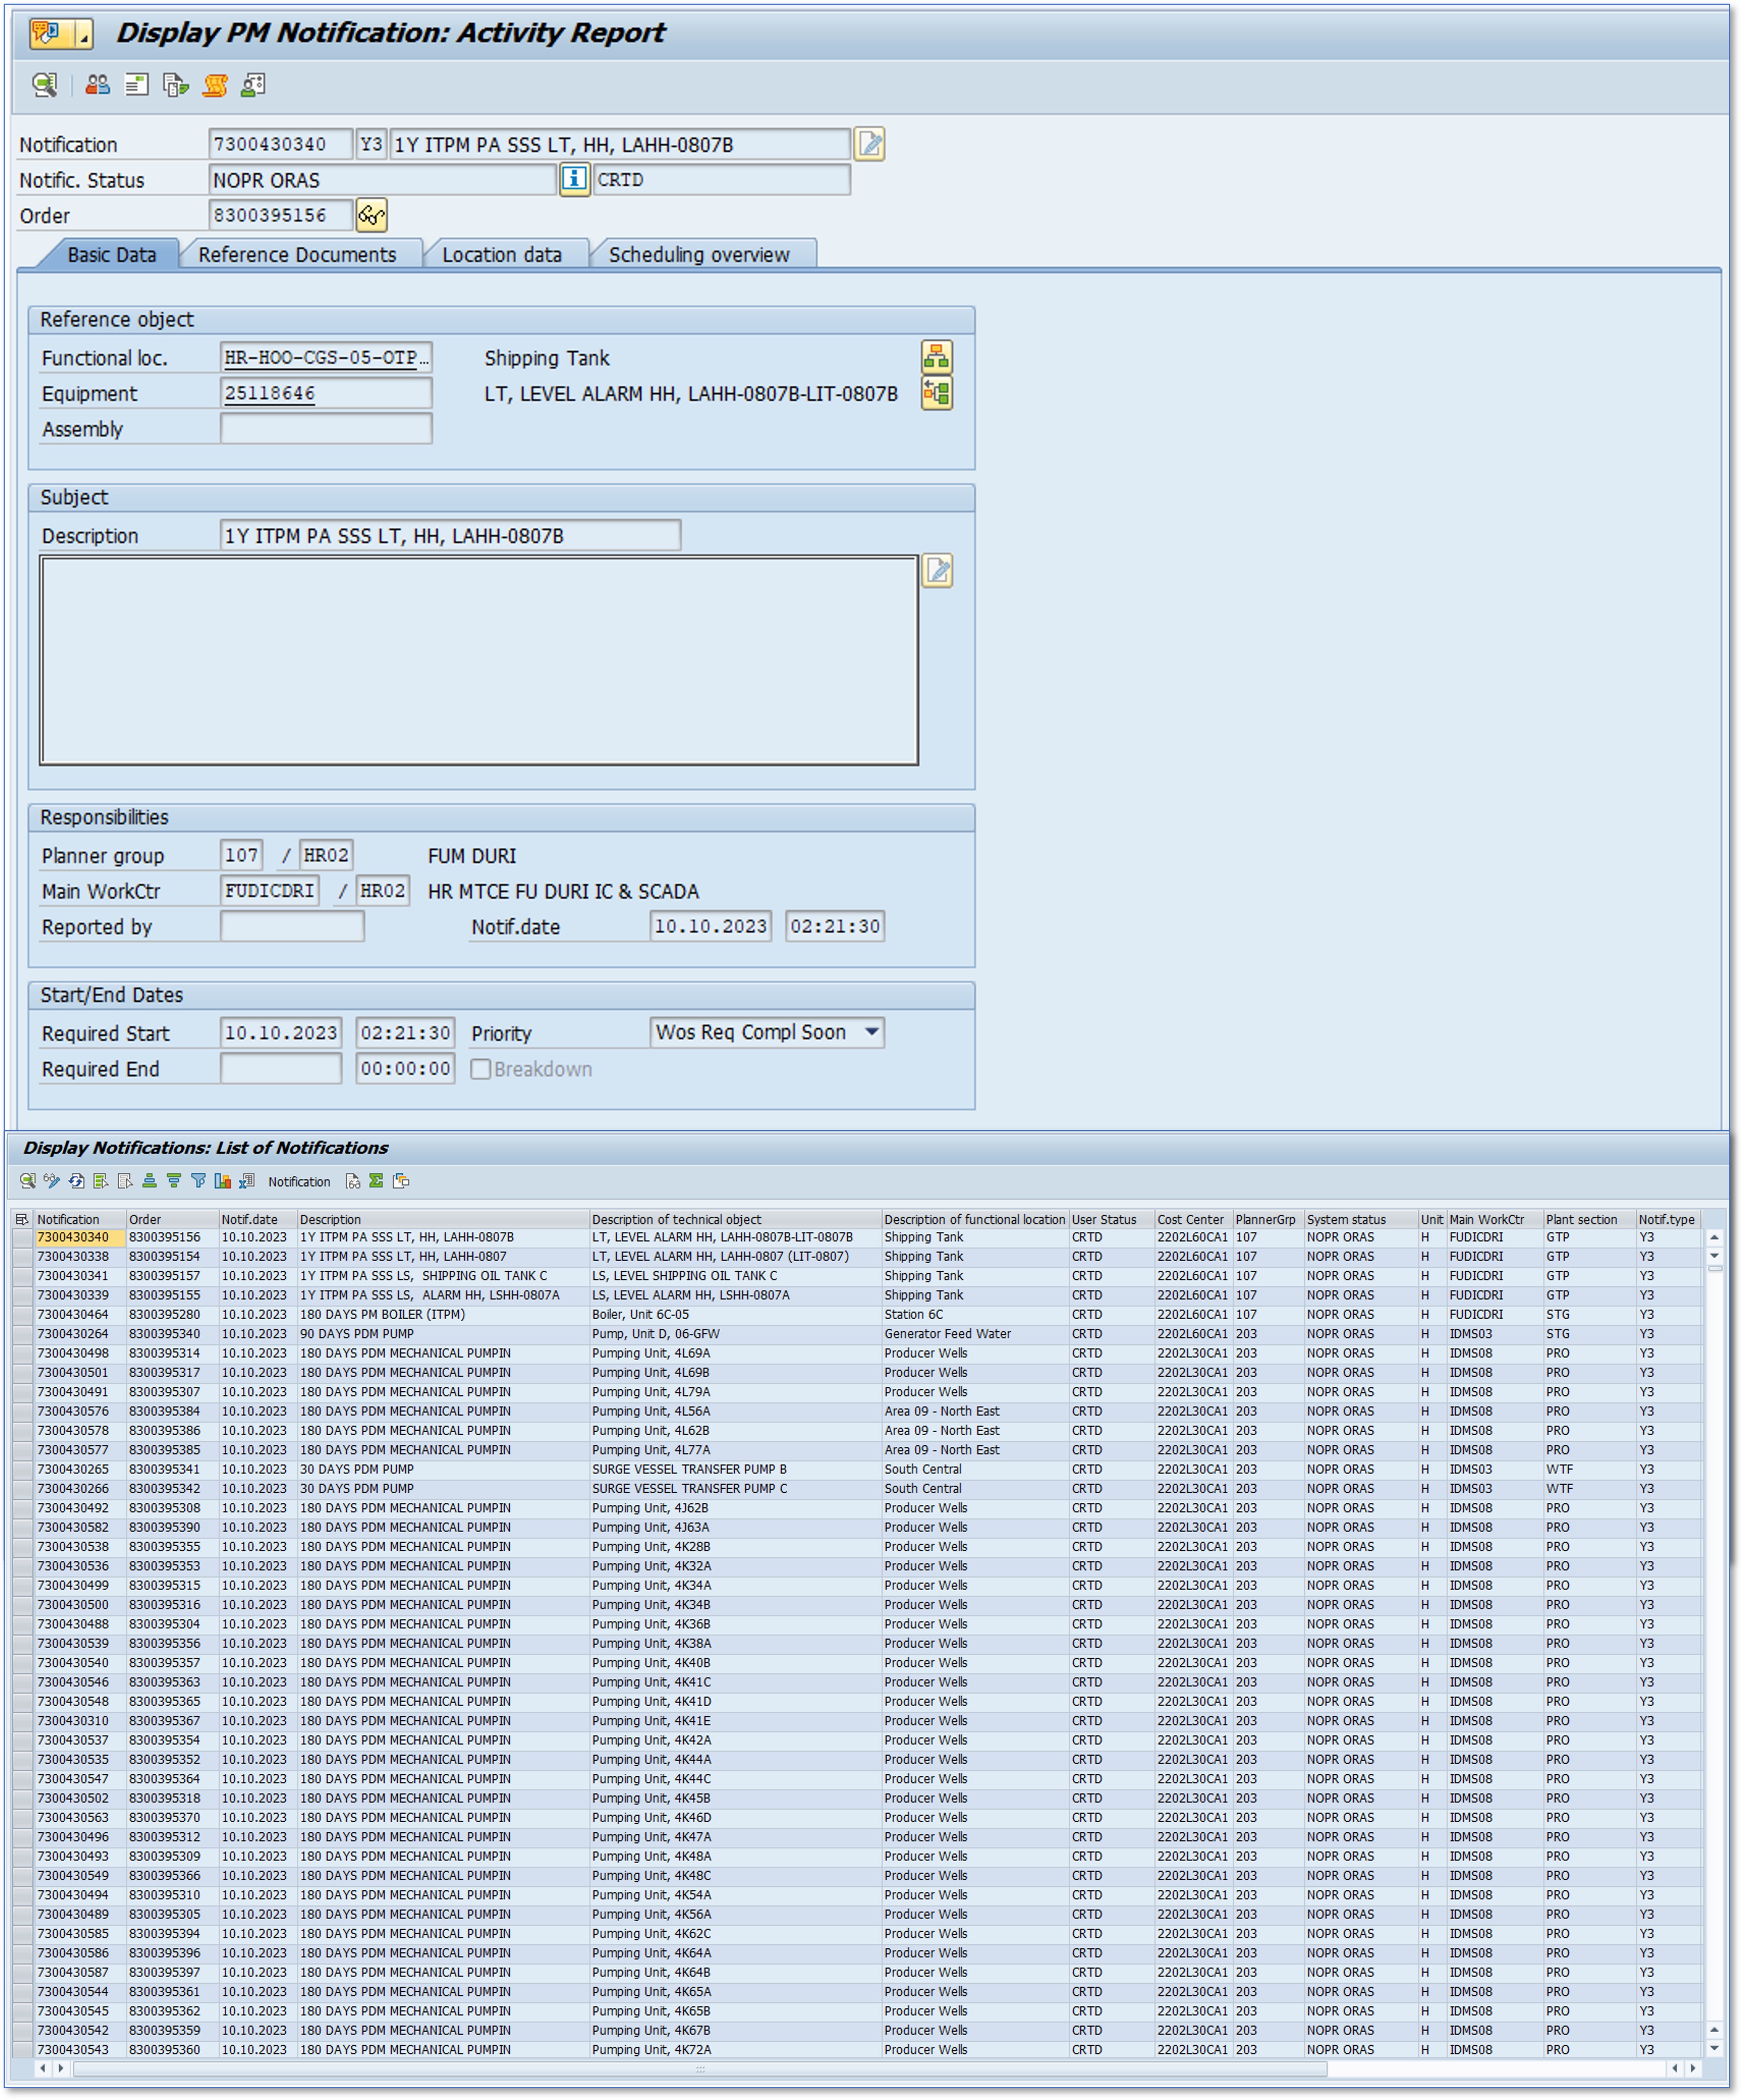 Display PM Notification: Activity Report
Notification 7300430340 Y3 1Y ITPM PA SSS LT, HH, LAHH-0807B
Notific. Status NOPR ORAS CRTD
Order 8300395156
Basic Data Reference Documents Location data Scheduling overview
Reference object
Functional loc. HR-HOO-CGS-05-OTP… Shipping Tank
Equipment 25118646 LT, LEVEL ALARM HH, LAHH-0807B-LIT-0807B
Assembly
Subject
Description 1Y ITPM PA SSS LT, HH, LAHH-0807B
Responsibilities
Planner group 107 / HR02 FUM DURI
Main WorkCtr FUDICDRI / HR02 HR MTCE FU DURI IC & SCADA
Reported by Notif.date 10.10.2023 02:21:30
Start/End Dates
Required Start 10.10.2023 02:21:30 Priority Wos Req Compl Soon
Required End 00:00:00 Breakdown
Display Notifications: List of Notifications
Notification
Notification Order Notif.date Description Description of technical object Description of functional location User Status Cost Center PlannerGrp System status Unit Main WorkCtr Plant section Notif.type
7300430340 8300395156 10.10.2023 1Y ITPM PA SSS LT, HH, LAHH-0807B LT, LEVEL ALARM HH, LAHH-0807B-LIT-0807B Shipping Tank CRTD 2202L60CA1 107 NOPR ORAS H FUDICDRI GTP Y3
7300430338 8300395154 10.10.2023 1Y ITPM PA SSS LT, HH, LAHH-0807 LT, LEVEL ALARM HH, LAHH-0807 (LIT-0807) Shipping Tank CRTD 2202L60CA1 107 NOPR ORAS H FUDICDRI GTP Y3
7300430341 8300395157 10.10.2023 1Y ITPM PA SSS LS, SHIPPING OIL TANK C LS, LEVEL SHIPPING OIL TANK C Shipping Tank CRTD 2202L60CA1 107 NOPR ORAS H FUDICDRI GTP Y3
7300430339 8300395155 10.10.2023 1Y ITPM PA SSS LS, ALARM HH, LSHH-0807A LS, LEVEL ALARM HH, LSHH-0807A Shipping Tank CRTD 2202L60CA1 107 NOPR ORAS H FUDICDRI GTP Y3
7300430464 8300395280 10.10.2023 180 DAYS PM BOILER (ITPM) Boiler, Unit 6C-05 Station 6C CRTD 2202L60CA1 107 NOPR ORAS H FUDICDRI STG Y3
7300430264 8300395340 10.10.2023 90 DAYS PDM PUMP Pump, Unit D, 06-GFW Generator Feed Water CRTD 2202L60CA1 203 NOPR ORAS H IDMS03 STG Y3
7300430498 8300395314 10.10.2023 180 DAYS PDM MECHANICAL PUMPIN Pumping Unit, 4L69A Producer Wells CRTD 2202L30CA1 203 NOPR ORAS H IDMS08 PRO Y3
7300430501 8300395317 10.10.2023 180 DAYS PDM MECHANICAL PUMPIN Pumping Unit, 4L69B Producer Wells CRTD 2202L30CA1 203 NOPR ORAS H IDMS08 PRO Y3
7300430491 8300395307 10.10.2023 180 DAYS PDM MECHANICAL PUMPIN Pumping Unit, 4L79A Producer Wells CRTD 2202L30CA1 203 NOPR ORAS H IDMS08 PRO Y3
7300430576 8300395384 10.10.2023 180 DAYS PDM MECHANICAL PUMPIN Pumping Unit, 4L56A Area 09 - North East CRTD 2202L30CA1 203 NOPR ORAS H IDMS08 PRO Y3
7300430578 8300395386 10.10.2023 180 DAYS PDM MECHANICAL PUMPIN Pumping Unit, 4L62B Area 09 - North East CRTD 2202L30CA1 203 NOPR ORAS H IDMS08 PRO Y3
7300430577 8300395385 10.10.2023 180 DAYS PDM MECHANICAL PUMPIN Pumping Unit, 4L77A Area 09 - North East CRTD 2202L30CA1 203 NOPR ORAS H IDMS08 PRO Y3
7300430265 8300395341 10.10.2023 30 DAYS PDM PUMP SURGE VESSEL TRANSFER PUMP B South Central CRTD 2202L30CA1 203 NOPR ORAS H IDMS03 WTF Y3
7300430266 8300395342 10.10.2023 30 DAYS PDM PUMP SURGE VESSEL TRANSFER PUMP C South Central CRTD 2202L30CA1 203 NOPR ORAS H IDMS03 WTF Y3
7300430492 8300395308 10.10.2023 180 DAYS PDM MECHANICAL PUMPIN Pumping Unit, 4J62B Producer Wells CRTD 2202L30CA1 203 NOPR ORAS H IDMS08 PRO Y3
7300430582 8300395390 10.10.2023 180 DAYS PDM MECHANICAL PUMPIN Pumping Unit, 4J63A Producer Wells CRTD 2202L30CA1 203 NOPR ORAS H IDMS08 PRO Y3
7300430538 8300395355 10.10.2023 180 DAYS PDM MECHANICAL PUMPIN Pumping Unit, 4K28B Producer Wells CRTD 2202L30CA1 203 NOPR ORAS H IDMS08 PRO Y3
7300430536 8300395353 10.10.2023 180 DAYS PDM MECHANICAL PUMPIN Pumping Unit, 4K32A Producer Wells CRTD 2202L30CA1 203 NOPR ORAS H IDMS08 PRO Y3
7300430499 8300395315 10.10.2023 180 DAYS PDM MECHANICAL PUMPIN Pumping Unit, 4K34A Producer Wells CRTD 2202L30CA1 203 NOPR ORAS H IDMS08 PRO Y3
7300430500 8300395316 10.10.2023 180 DAYS PDM MECHANICAL PUMPIN Pumping Unit, 4K34B Producer Wells CRTD 2202L30CA1 203 NOPR ORAS H IDMS08 PRO Y3
7300430488 8300395304 10.10.2023 180 DAYS PDM MECHANICAL PUMPIN Pumping Unit, 4K36B Producer Wells CRTD 2202L30CA1 203 NOPR ORAS H IDMS08 PRO Y3
7300430539 8300395356 10.10.2023 180 DAYS PDM MECHANICAL PUMPIN Pumping Unit, 4K38A Producer Wells CRTD 2202L30CA1 203 NOPR ORAS H IDMS08 PRO Y3
7300430540 8300395357 10.10.2023 180 DAYS PDM MECHANICAL PUMPIN Pumping Unit, 4K40B Producer Wells CRTD 2202L30CA1 203 NOPR ORAS H IDMS08 PRO Y3
7300430546 8300395363 10.10.2023 180 DAYS PDM MECHANICAL PUMPIN Pumping Unit, 4K41C Producer Wells CRTD 2202L30CA1 203 NOPR ORAS H IDMS08 PRO Y3
7300430548 8300395365 10.10.2023 180 DAYS PDM MECHANICAL PUMPIN Pumping Unit, 4K41D Producer Wells CRTD 2202L30CA1 203 NOPR ORAS H IDMS08 PRO Y3
7300430310 8300395367 10.10.2023 180 DAYS PDM MECHANICAL PUMPIN Pumping Unit, 4K41E Producer Wells CRTD 2202L30CA1 203 NOPR ORAS H IDMS08 PRO Y3
7300430537 8300395354 10.10.2023 180 DAYS PDM MECHANICAL PUMPIN Pumping Unit, 4K42A Producer Wells CRTD 2202L30CA1 203 NOPR ORAS H IDMS08 PRO Y3
7300430535 8300395352 10.10.2023 180 DAYS PDM MECHANICAL PUMPIN Pumping Unit, 4K44A Producer Wells CRTD 2202L30CA1 203 NOPR ORAS H IDMS08 PRO Y3
7300430547 8300395364 10.10.2023 180 DAYS PDM MECHANICAL PUMPIN Pumping Unit, 4K44C Producer Wells CRTD 2202L30CA1 203 NOPR ORAS H IDMS08 PRO Y3
7300430502 8300395318 10.10.2023 180 DAYS PDM MECHANICAL PUMPIN Pumping Unit, 4K45B Producer Wells CRTD 2202L30CA1 203 NOPR ORAS H IDMS08 PRO Y3
7300430563 8300395370 10.10.2023 180 DAYS PDM MECHANICAL PUMPIN Pumping Unit, 4K46D Producer Wells CRTD 2202L30CA1 203 NOPR ORAS H IDMS08 PRO Y3
7300430496 8300395312 10.10.2023 180 DAYS PDM MECHANICAL PUMPIN Pumping Unit, 4K47A Producer Wells CRTD 2202L30CA1 203 NOPR ORAS H IDMS08 PRO Y3
7300430493 8300395309 10.10.2023 180 DAYS PDM MECHANICAL PUMPIN Pumping Unit, 4K48A Producer Wells CRTD 2202L30CA1 203 NOPR ORAS H IDMS08 PRO Y3
7300430549 8300395366 10.10.2023 180 DAYS PDM MECHANICAL PUMPIN Pumping Unit, 4K48C Producer Wells CRTD 2202L30CA1 203 NOPR ORAS H IDMS08 PRO Y3
7300430494 8300395310 10.10.2023 180 DAYS PDM MECHANICAL PUMPIN Pumping Unit, 4K54A Producer Wells CRTD 2202L30CA1 203 NOPR ORAS H IDMS08 PRO Y3
7300430489 8300395305 10.10.2023 180 DAYS PDM MECHANICAL PUMPIN Pumping Unit, 4K56A Producer Wells CRTD 2202L30CA1 203 NOPR ORAS H IDMS08 PRO Y3
7300430585 8300395394 10.10.2023 180 DAYS PDM MECHANICAL PUMPIN Pumping Unit, 4K62C Producer Wells CRTD 2202L30CA1 203 NOPR ORAS H IDMS08 PRO Y3
7300430586 8300395396 10.10.2023 180 DAYS PDM MECHANICAL PUMPIN Pumping Unit, 4K64A Producer Wells CRTD 2202L30CA1 203 NOPR ORAS H IDMS08 PRO Y3
7300430587 8300395397 10.10.2023 180 DAYS PDM MECHANICAL PUMPIN Pumping Unit, 4K64B Producer Wells CRTD 2202L30CA1 203 NOPR ORAS H IDMS08 PRO Y3
7300430544 8300395361 10.10.2023 180 DAYS PDM MECHANICAL PUMPIN Pumping Unit, 4K65A Producer Wells CRTD 2202L30CA1 203 NOPR ORAS H IDMS08 PRO Y3
7300430545 8300395362 10.10.2023 180 DAYS PDM MECHANICAL PUMPIN Pumping Unit, 4K65B Producer Wells CRTD 2202L30CA1 203 NOPR ORAS H IDMS08 PRO Y3
7300430542 8300395359 10.10.2023 180 DAYS PDM MECHANICAL PUMPIN Pumping Unit, 4K67B Producer Wells CRTD 2202L30CA1 203 NOPR ORAS H IDMS08 PRO Y3
7300430543 8300395360 10.10.2023 180 DAYS PDM MECHANICAL PUMPIN Pumping Unit, 4K72A Producer Wells CRTD 2202L30CA1 203 NOPR ORAS H IDMS08 PRO Y3